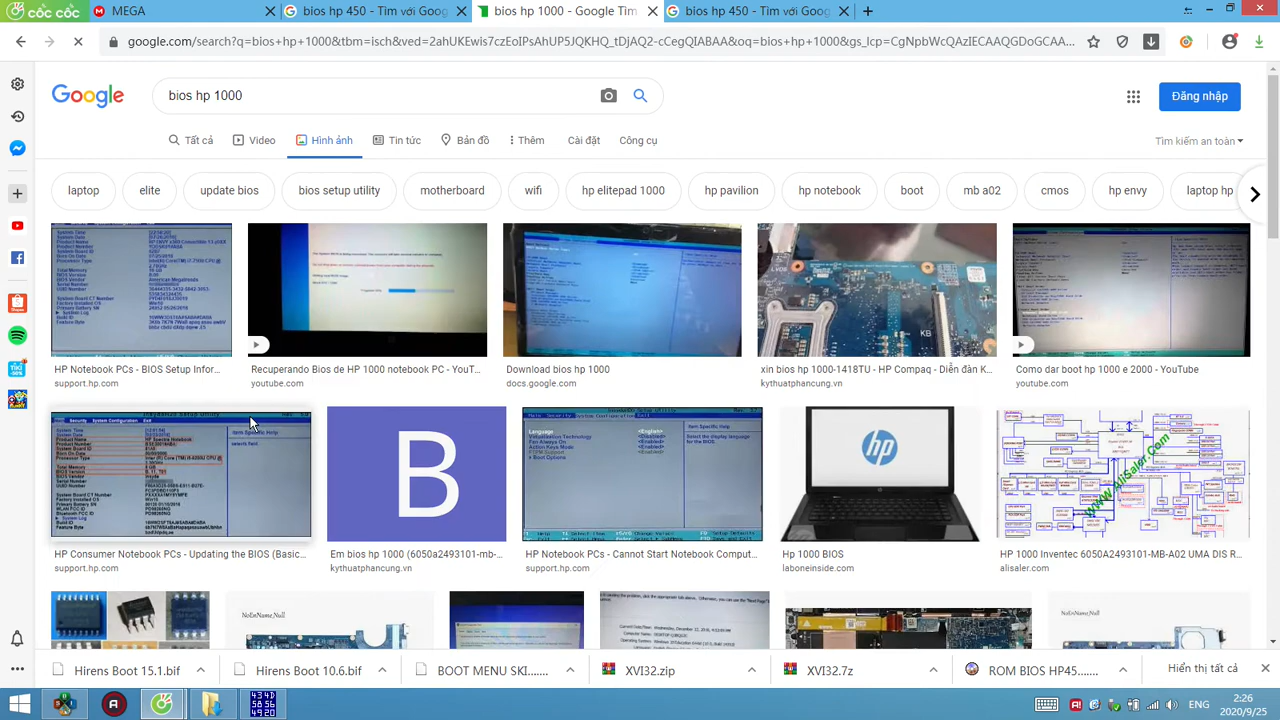 cốc cốc
MEGA
bios hp 450 - Tìm với Goog
bios hp 1000 - Google Tìm
bios hp 450 - Tìm với Goog
google.com/search?q=bios+hp+1000&tbm=isch&ved=2ahUKEwis7czEoIPsAhUP5JQKHQ_tDJAQ2-cCegQIABAA&oq=bios+hp+1000&gs_lcp=CgNpbWcQAzIECAAQGDoGCAA...
Google
bios hp 1000
Đăng nhập
Tất cả
Video
Hình ảnh
Tin tức
Bản đồ
Thêm
Cài đặt
Công cụ
Tìm kiếm an toàn
laptop
elite
update bios
bios setup utility
motherboard
wifi
hp elitepad 1000
hp pavilion
hp notebook
boot
mb a02
cmos
hp envy
laptop hp
KB
HP Notebook PCs - BIOS Setup Infor...
support.hp.com
Recuperando Bios de HP 1000 notebook PC - YouT...
youtube.com
Download bios hp 1000
docs.google.com
xin bios hp 1000-1418TU - HP Compaq - Diễn đàn K...
kythuatphancung.vn
Como dar boot hp 1000 e 2000 - YouTube
youtube.com
B
hp
www.alisaler.com
HP Consumer Notebook PCs - Updating the BIOS (Basic...
support.hp.com
Em bios hp 1000 (6050a2493101-mb-...
kythuatphancung.vn
HP Notebook PCs - Cannot Start Notebook Comput...
support.hp.com
Hp 1000 BIOS
laboneinside.com
HP 1000 Inventec 6050A2493101-MB-A02 UMA DIS R...
alisaler.com
NoEnName_Null
NoEnName_Null
Hirens Boot 15.1.bif
Hirens Boot 10.6.bif
BOOT MENU SKI......
XVI32.zip
XVI32.7z
ROM BIOS HP45......
Hiển thị tất cả
ENG
2:26
2020/9/25